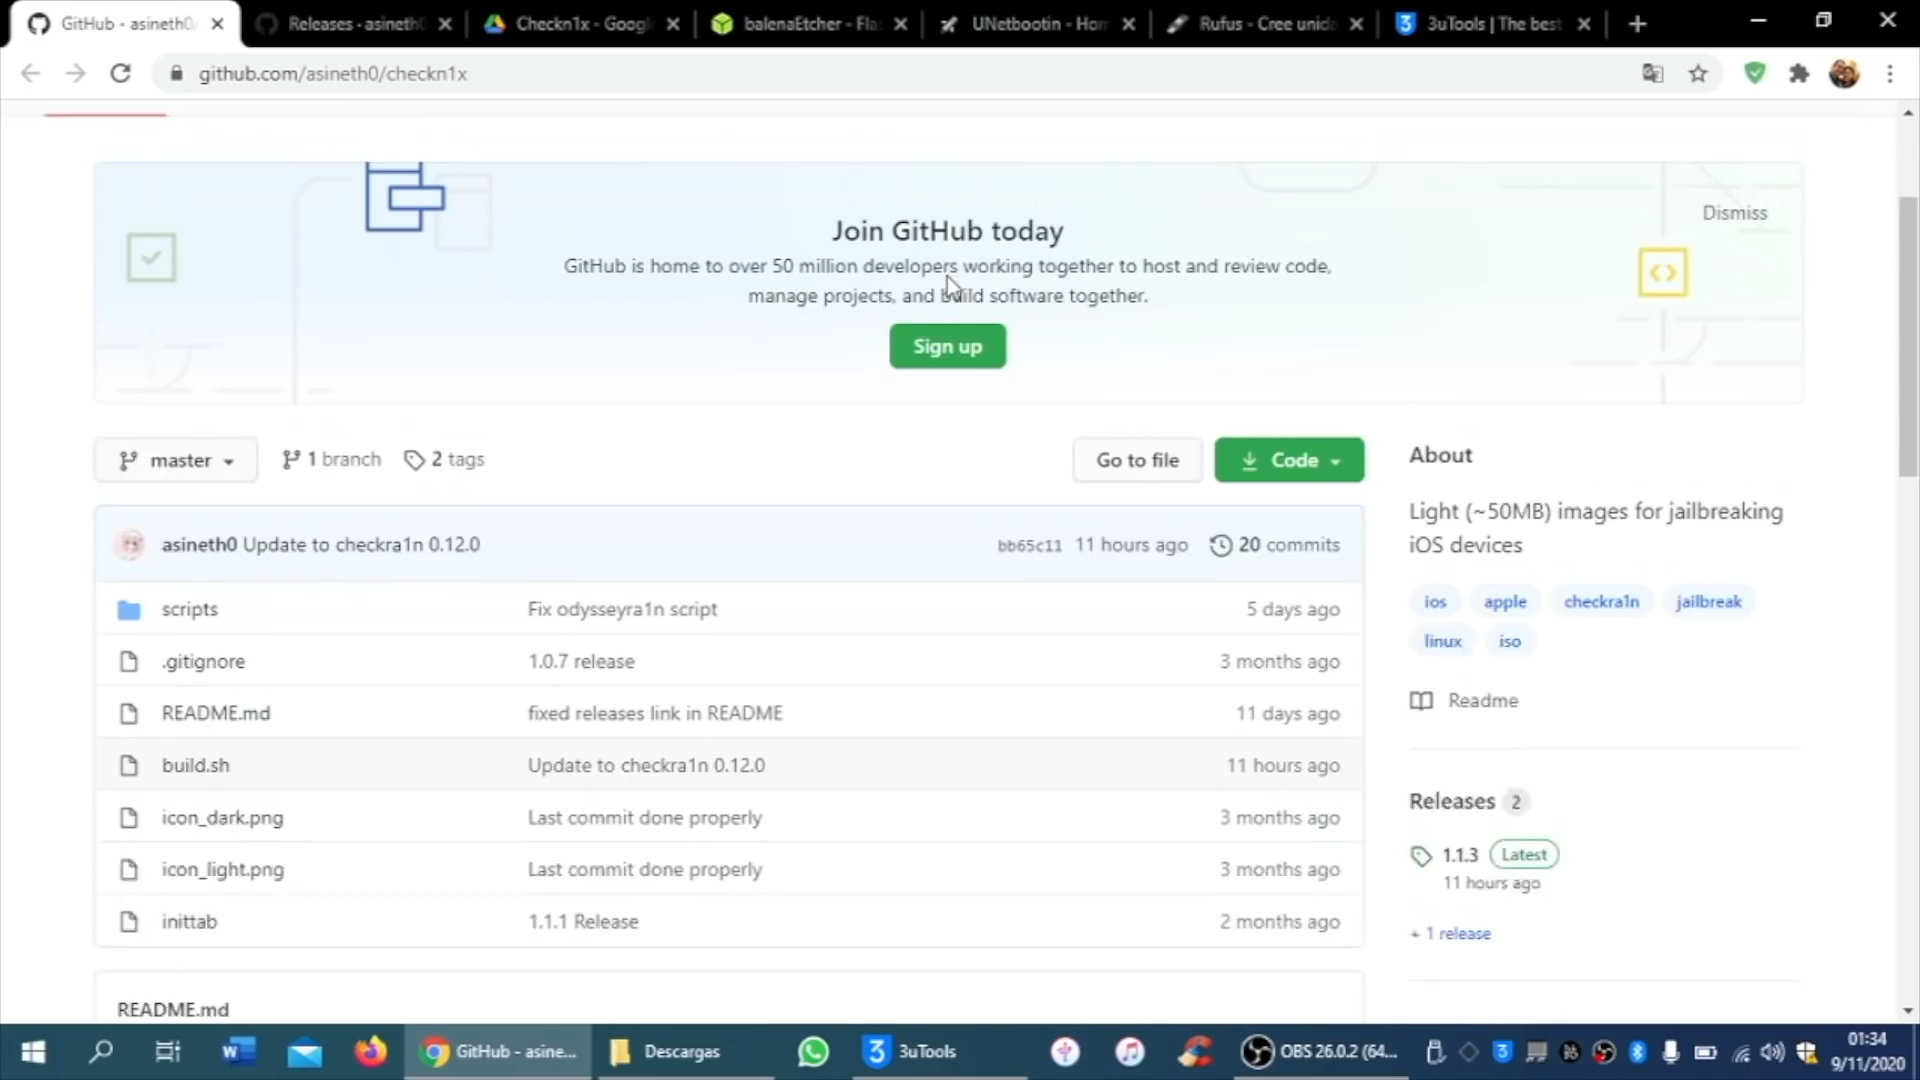 GitHub - asineth0/
Releases · asineth0
Checkn1x - Google
balenaEtcher - Fla
UNetbootin - Hom
Rufus - Cree unida
3uTools | The best
github.com/asineth0/checkn1x
Join GitHub today
Dismiss
GitHub is home to over 50 million developers working together to host and review code,
manage projects, and build software together.
Sign up
master
1 branch
2 tags
Go to file
Code
About
Light (~50MB) images for jailbreaking
iOS devices
asineth0 Update to checkra1n 0.12.0
bb65c11 11 hours ago
20 commits
ios apple checkra1n jailbreak
linux iso
scripts Fix odysseyra1n script 5 days ago
.gitignore 1.0.7 release 3 months ago
README.md fixed releases link in README 11 days ago
build.sh Update to checkra1n 0.12.0 11 hours ago
icon_dark.png Last commit done properly 3 months ago
icon_light.png Last commit done properly 3 months ago
inittab 1.1.1 Release 2 months ago
Readme
Releases 2
1.1.3 Latest
11 hours ago
+ 1 release
README.md
GitHub - asine...
Descargas
3uTools
OBS 26.0.2 (64...
01:34
9/11/2020